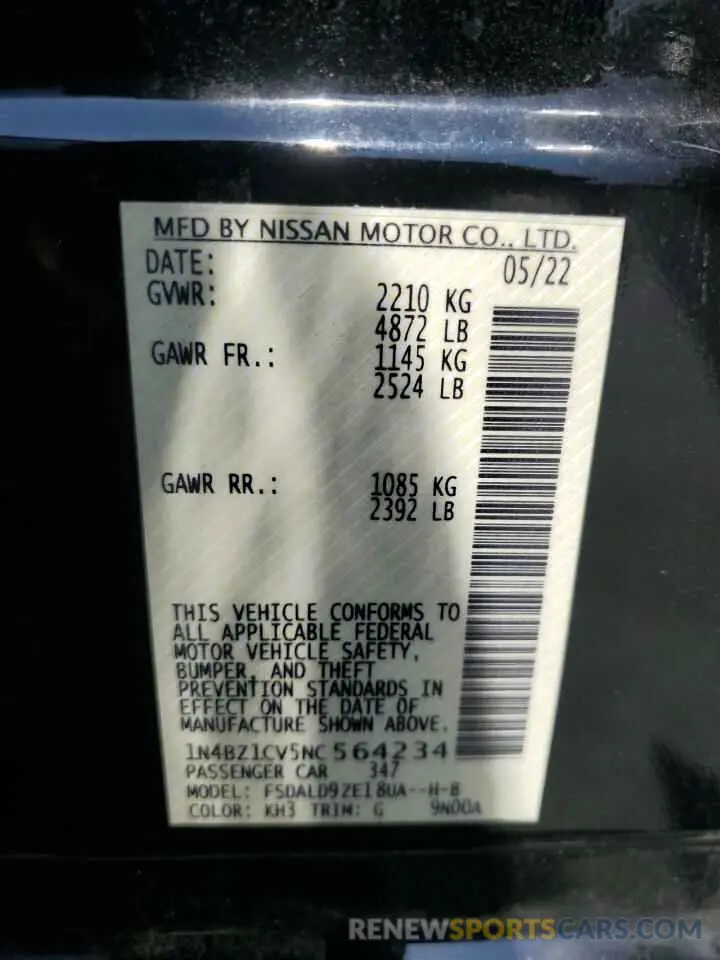 MFD BY NISSAN MOTOR CO., LTD.
DATE: 05/22
GVWR: 2210 KG
4872 LB
GAWR FR.: 1145 KG
2524 LB
GAWR RR.: 1085 KG
2392 LB
THIS VEHICLE CONFORMS TO
ALL APPLICABLE FEDERAL
MOTOR VEHICLE SAFETY,
BUMPER, AND THEFT
PREVENTION STANDARDS IN
EFFECT ON THE DATE OF
MANUFACTURE SHOWN ABOVE.
1N4BZ1CV5NC564234
PASSENGER CAR 347
MODEL: FSDALD9ZE18UA--H-B
COLOR: KH3 TRIM: G 9N00A
RENEWSPORTSCARS.COM